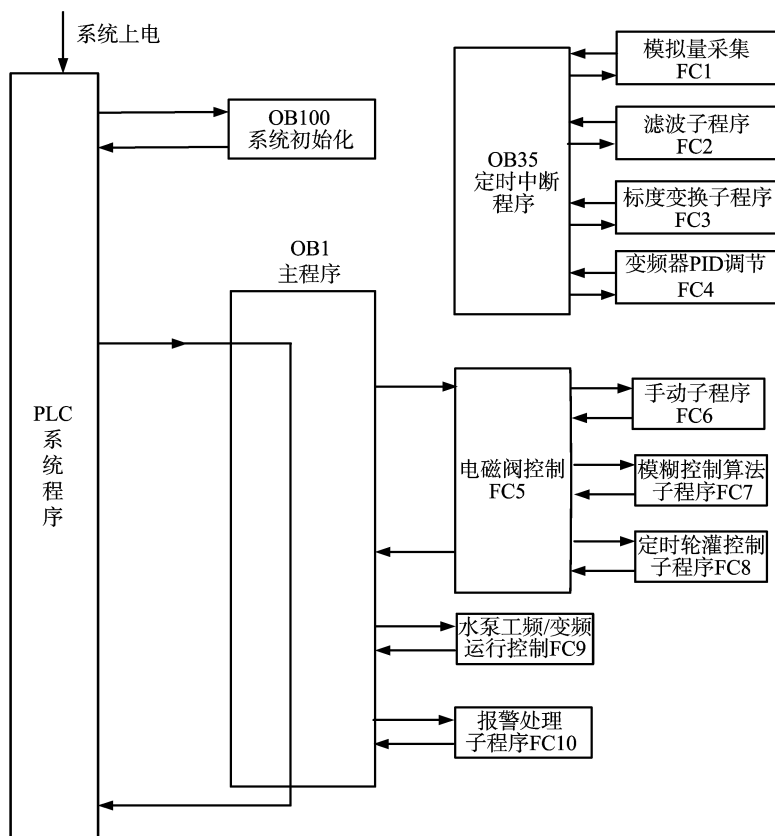 系统上电
OB100
系统初始化
OB1
主程序
PLC
系
统
程
序
OB35
定时中断
程序
模拟量采集
FC1
滤波子程序
FC2
标度变换子程序
FC3
变频器PID调节
FC4
电磁阀控制
FC5
手动子程序
FC6
模糊控制算法
子程序FC7
定时轮灌控制
子程序FC8
水泵工频/变频
运行控制FC9
报警处理
子程序FC10